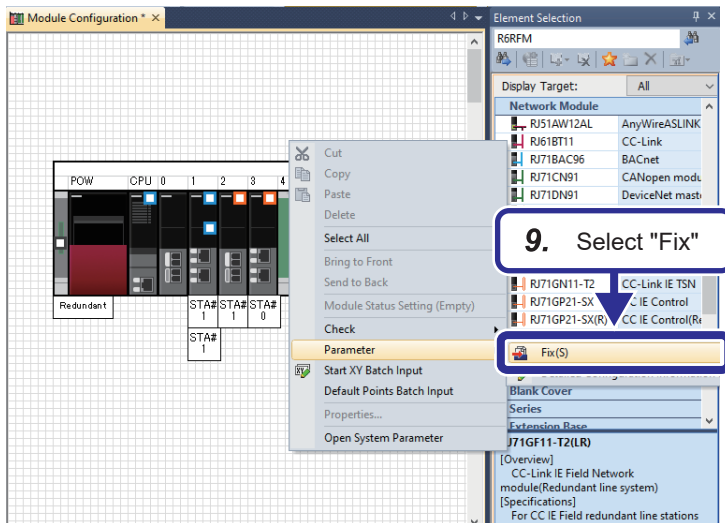 Module Configuration * ×
Element Selection
R6RFM
Display Target:
All
Network Module
RJ51AW12AL
AnyWireASLINK
RJ61BT11
CC-Link
RJ71BAC96
BACnet
RJ71CN91
CANopen modu
RJ71DN91
DeviceNet mast
9. Select "Fix"
RJ71GN11-T2
CC-Link IE TSN
RJ71GP21-SX
CC IE Control
RJ71GP21-SX(R)
CC IE Control(Re
POW
CPU
0
1
2
3
4
Redundant
STA#
1
STA#
1
STA#
0
STA#
1
Cut
Copy
Paste
Delete
Select All
Bring to Front
Send to Back
Module Status Setting (Empty)
Check
Parameter
Start XY Batch Input
Default Points Batch Input
Properties...
Open System Parameter
Fix(S)
Blank Cover
Series
Extension Base
J71GF11-T2(LR)
[Overview]
CC-Link IE Field Network
module(Redundant line system)
[Specifications]
For CC IE Field redundant line stations